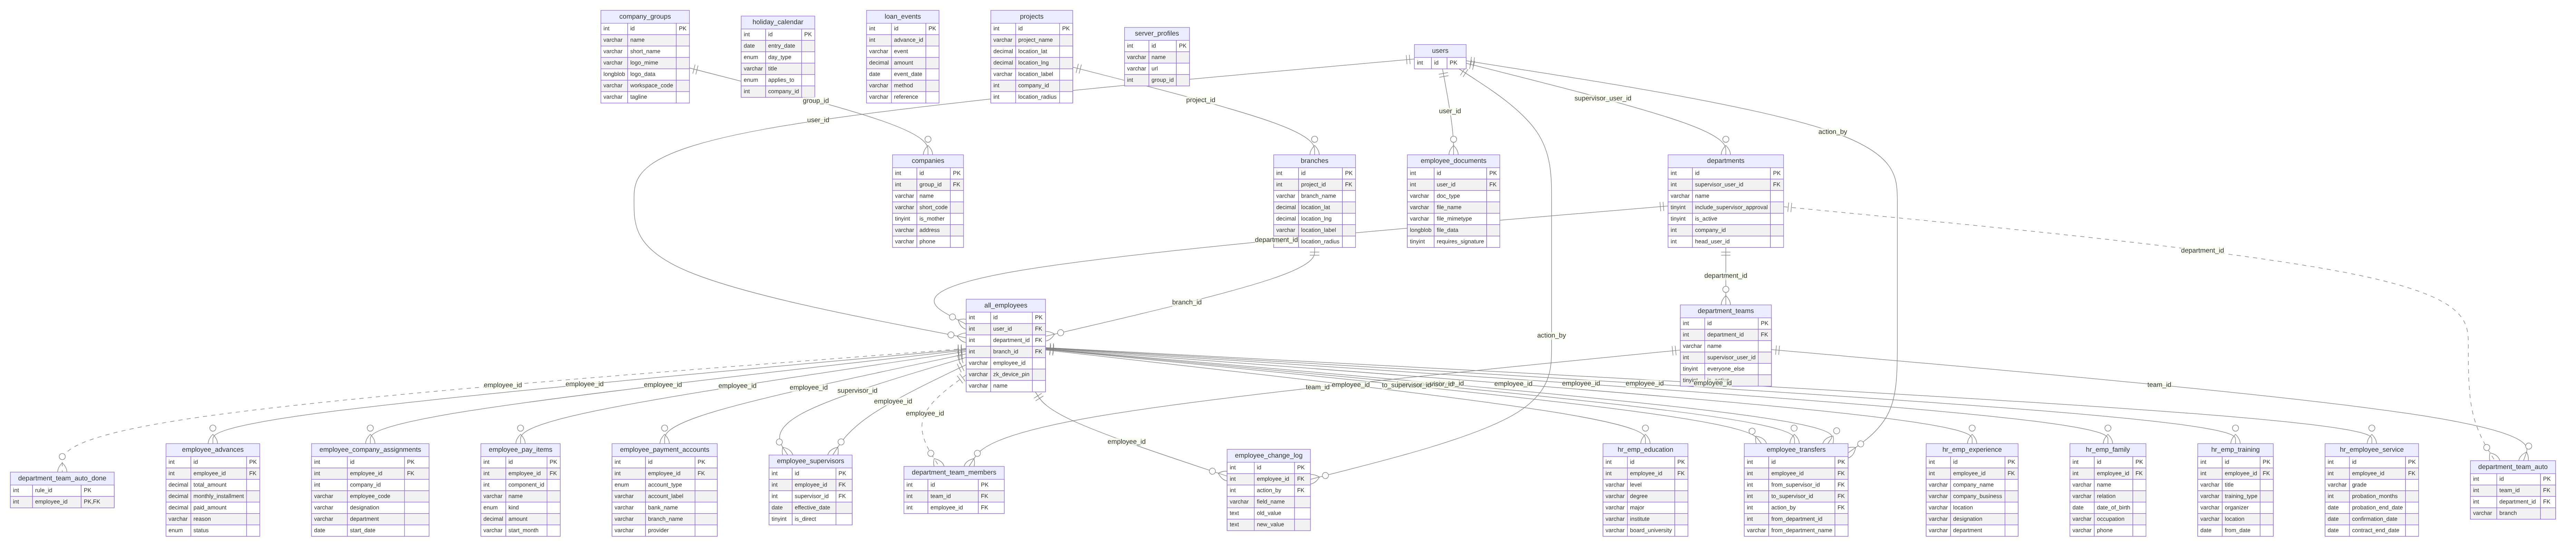 company_groups
int id PK
varchar name
varchar short_name
varchar logo_mime
longblob logo_data
varchar workspace_code
varchar tagline
holiday_calendar
int id PK
date entry_date
enum day_type
varchar title
enum applies_to
int company_id
loan_events
int id PK
int advance_id
varchar event
decimal amount
date event_date
varchar method
varchar reference
projects
int id PK
varchar project_name
decimal location_lat
decimal location_lng
varchar location_label
int company_id
int location_radius
server_profiles
int id PK
varchar name
varchar url
int group_id
users
int id PK
group_id
user_id
project_id
user_id
supervisor_user_id
action_by
companies
int id PK
int group_id FK
varchar name
varchar short_code
tinyint is_mother
varchar address
varchar phone
branches
int id PK
int project_id FK
varchar branch_name
decimal location_lat
decimal location_lng
varchar location_label
location_radius
employee_documents
int id PK
int user_id FK
varchar doc_type
varchar file_name
varchar file_mimetype
longblob file_data
tinyint requires_signature
departments
int id PK
int supervisor_user_id FK
varchar name
tinyint include_supervisor_approval
tinyint is_active
int company_id
int head_user_id
department_id
department_id
department_id
branch_id
action_by
all_employees
int id PK
int user_id FK
int department_id FK
int branch_id FK
varchar employee_id
varchar zk_device_pin
varchar name
department_teams
int id PK
int department_id FK
varchar name
int supervisor_user_id
tinyint everyone_else
employee_id
employee_id
employee_id
employee_id
employee_id
supervisor_id
employee_id
employee_id
employee_id
team_id
employee_id
to_supervisor_id
employee_id
employee_id
employee_id
employee_id
team_id
department_team_auto_done
int rule_id PK
int employee_id PK,FK
employee_advances
int id PK
int employee_id FK
decimal total_amount
decimal monthly_installment
decimal paid_amount
varchar reason
enum status
employee_company_assignments
int id PK
int employee_id FK
int company_id
varchar employee_code
varchar designation
varchar department
date start_date
employee_pay_items
int id PK
int employee_id FK
int component_id
varchar name
enum kind
decimal amount
varchar start_month
employee_payment_accounts
int id PK
int employee_id FK
enum account_type
varchar account_label
varchar bank_name
varchar branch_name
varchar provider
employee_supervisors
int id PK
int employee_id FK
int supervisor_id FK
date effective_date
tinyint is_direct
department_team_members
int id PK
int team_id FK
int employee_id FK
employee_change_log
int id PK
int employee_id FK
int action_by FK
varchar field_name
text old_value
text new_value
hr_emp_education
int id PK
int employee_id FK
varchar level
varchar degree
varchar major
varchar institute
varchar board_university
employee_transfers
int id PK
int employee_id FK
int from_supervisor_id FK
int to_supervisor_id FK
int action_by FK
int from_department_id
varchar from_department_name
hr_emp_experience
int id PK
int employee_id FK
varchar company_name
varchar company_business
varchar location
varchar designation
varchar department
hr_emp_family
int id PK
int employee_id FK
varchar name
varchar relation
date date_of_birth
varchar occupation
varchar phone
hr_emp_training
int id PK
int employee_id FK
varchar title
varchar training_type
varchar organizer
varchar location
date from_date
hr_employee_service
int id PK
int employee_id FK
varchar grade
int probation_months
date probation_end_date
date confirmation_date
date contract_end_date
department_team_auto
int id PK
int team_id FK
int department_id FK
varchar branch